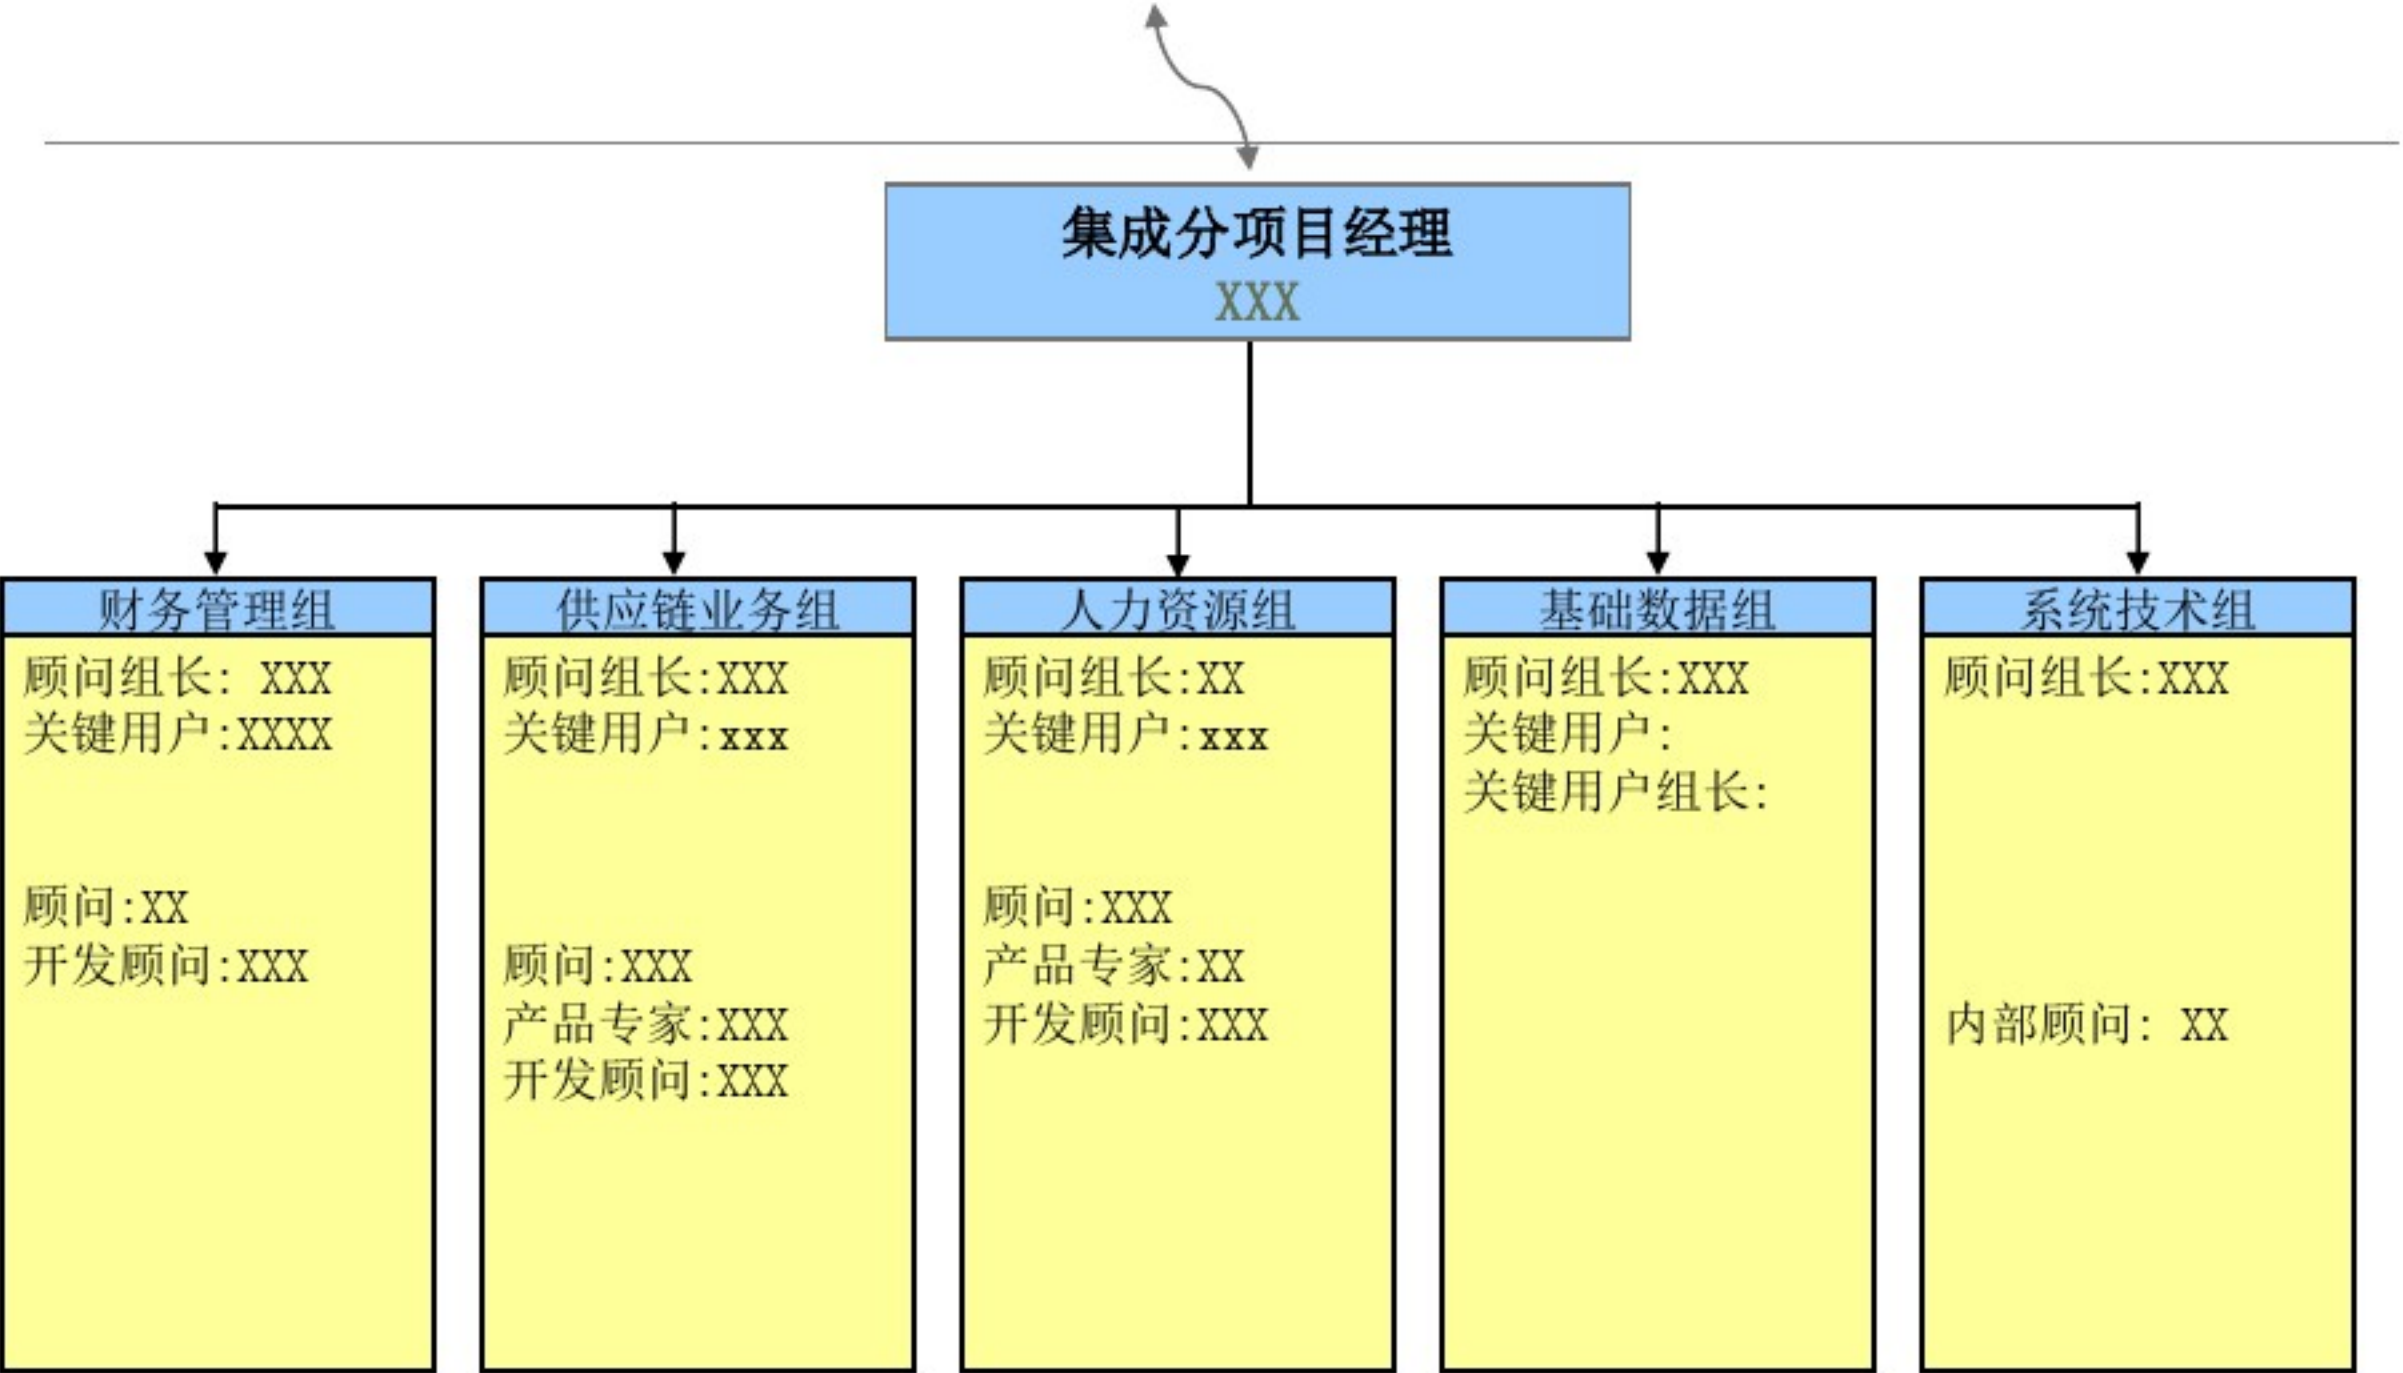 集成分项目经理
XXX
财务管理组
顾问组长: XXX
关键用户:XXXX
顾问:XX
开发顾问:XXX
供应链业务组
顾问组长:XXX
关键用户:xxx
顾问:XXX
产品专家:XXX
开发顾问:XXX
人力资源组
顾问组长:XX
关键用户:xxx
顾问:XXX
产品专家:XX
开发顾问:XXX
基础数据组
顾问组长:XXX
关键用户:
关键用户组长:
系统技术组
顾问组长:XXX
内部顾问: XX